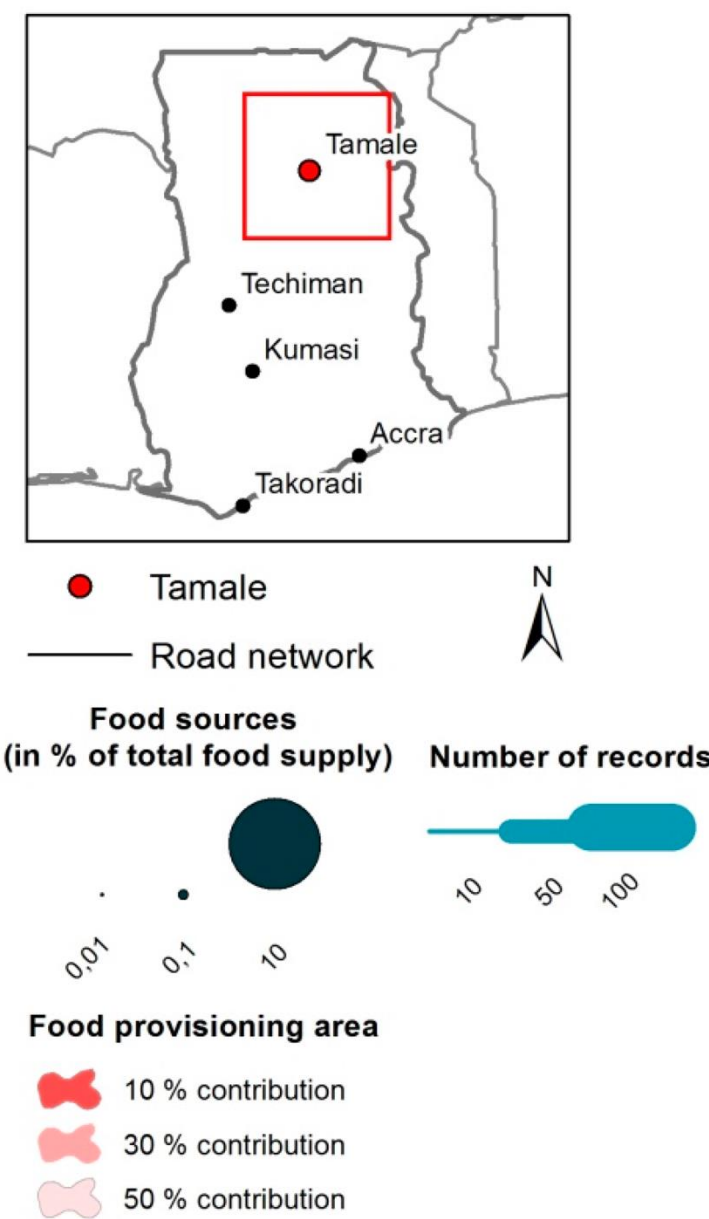 Tamale
Techiman
Kumasi
Accra
Takoradi
Tamale
N
Road network
Food sources
(in % of total food supply)
Number of records
0,01
0,1
10
10
50
100
Food provisioning area
10 % contribution
30 % contribution
50 % contribution